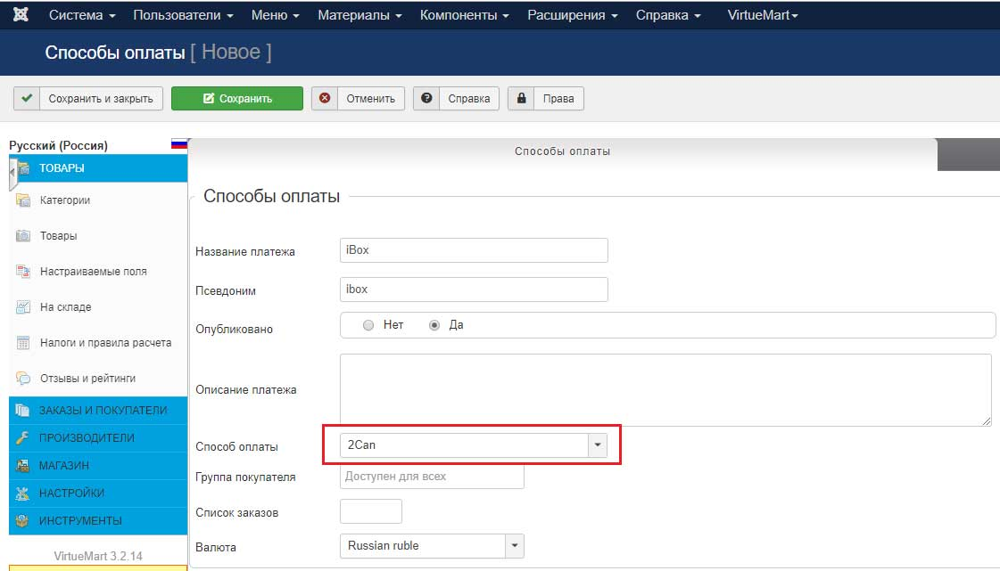 Система Пользователи Меню Материалы Компоненты Расширения Справка VirtueMart
Способы оплаты [ Новое ]
Сохранить и закрыть Сохранить Отменить Справка Права
Русский (Россия)
ТОВАРЫ
Категории
Товары
Настраиваемые поля
На складе
Налоги и правила расчета
Отзывы и рейтинги
ЗАКАЗЫ И ПОКУПАТЕЛИ
ПРОИЗВОДИТЕЛИ
МАГАЗИН
НАСТРОЙКИ
ИНСТРУМЕНТЫ
VirtueMart 3.2.14
Способы оплаты
Способы оплаты
Название платежа iBox
Псевдоним ibox
Опубликовано Нет Да
Описание платежа
Способ оплаты 2Can
Группа покупателя Доступен для всех
Список заказов
Валюта Russian ruble